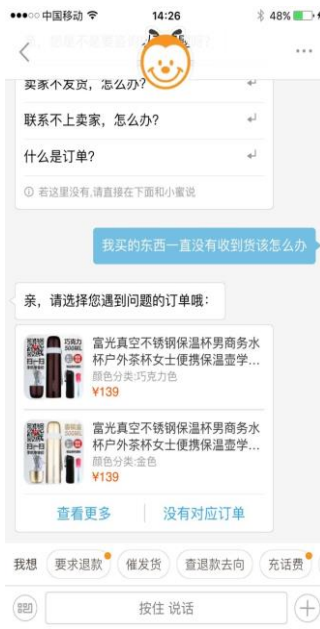 中国移动
14:26
48%
卖家不发货，怎么办?
联系不上卖家，怎么办?
什么是订单?
若这里没有,请直接在下面和小蜜说
我买的东西一直没有收到货该怎么办
亲，请选择您遇到问题的订单哦：
巧克力
500ML
富光真空不锈钢保温杯男商务水
杯户外茶杯女士便携保温壶学...
颜色分类:巧克力色
¥139
富光真空不锈钢保温杯男商务水
杯户外茶杯女士便携保温壶学...
颜色分类:金色
¥139
查看更多
没有对应订单
我想
要求退款
催发货
查退款去向
充话费
按住 说话